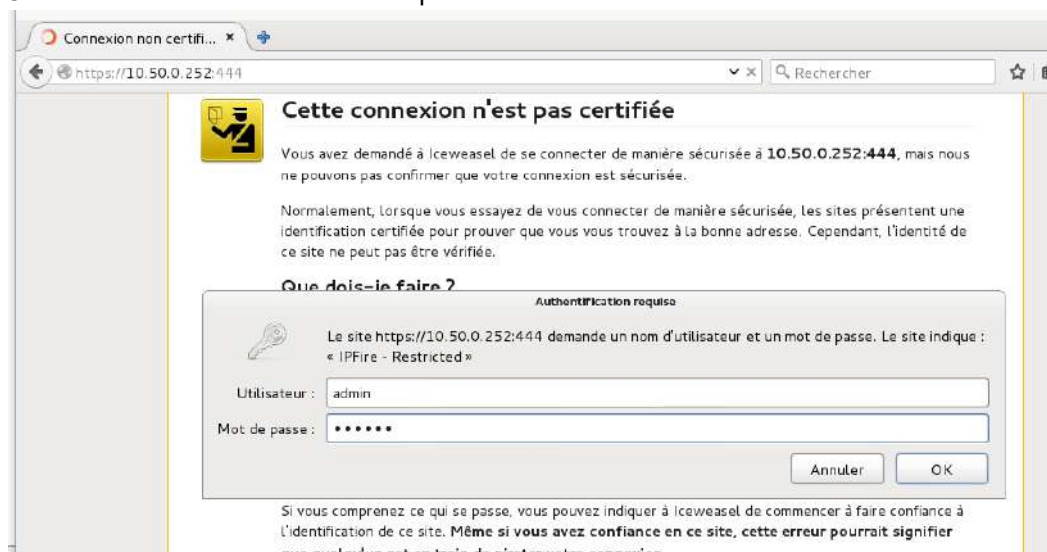 Connexion non certifi...
https://10.50.0.252:444
Rechercher
Cette connexion n'est pas certifiée
Vous avez demandé à Iceweasel de se connecter de manière sécurisée à 10.50.0.252:444, mais nous
ne pouvons pas confirmer que votre connexion est sécurisée.
Normalement, lorsque vous essayez de vous connecter de manière sécurisée, les sites présentent une
identification certifiée pour prouver que vous vous trouvez à la bonne adresse. Cependant, l'identité de
ce site ne peut pas être vérifiée.
Que dois-je faire ?
Authentification requise
Le site https://10.50.0.252:444 demande un nom d'utilisateur et un mot de passe. Le site indique :
« IPFire - Restricted »
Utilisateur : admin
Mot de passe : ••••••
Annuler OK
Si vous comprenez ce qui se passe, vous pouvez indiquer à Iceweasel de commencer à faire confiance à
l'identification de ce site. Même si vous avez confiance en ce site, cette erreur pourrait signifier